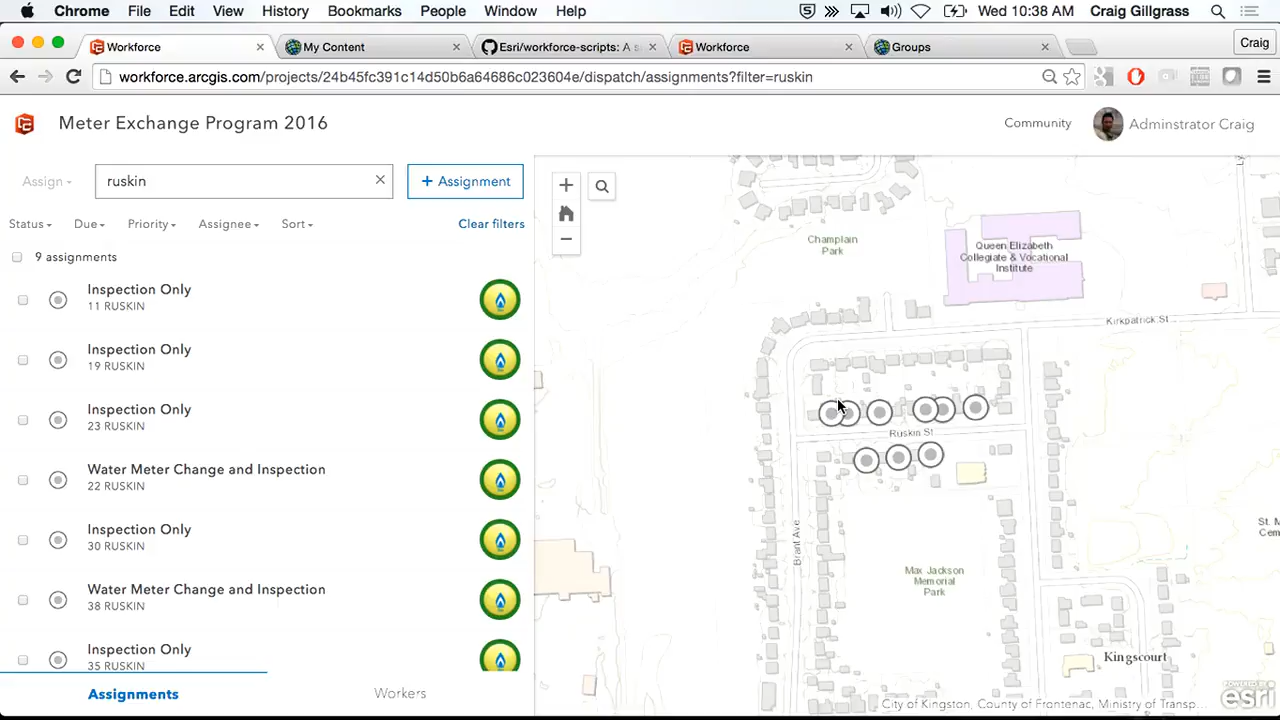 Chrome File Edit View History Bookmarks People Window Help Wed 10:38 AM Craig Gillgrass
Workforce My Content Esri/workforce-scripts: A s Workforce Groups Craig
workforce.arcgis.com/projects/24b45fc391c14d50b6a64686c023604e/dispatch/assignments?filter=ruskin
Meter Exchange Program 2016 Community Adminstrator Craig
Assign ruskin + Assignment
Status Due Priority Assignee Sort Clear filters
9 assignments
Inspection Only
11 RUSKIN
Inspection Only
19 RUSKIN
Inspection Only
23 RUSKIN
Water Meter Change and Inspection
22 RUSKIN
Inspection Only
30 RUSKIN
Water Meter Change and Inspection
38 RUSKIN
Inspection Only
35 RUSKIN
Assignments Workers
Champlain
Park
Queen Elizabeth
Collegiate & Vocational
Institute
Kirkpatrick St
Ruskin St
Brant Ave
Max Jackson
Memorial
Park
St. M
Cem
Kingscourt
POWERED BY
esri
City of Kingston, County of Frontenac, Ministry of Transp...